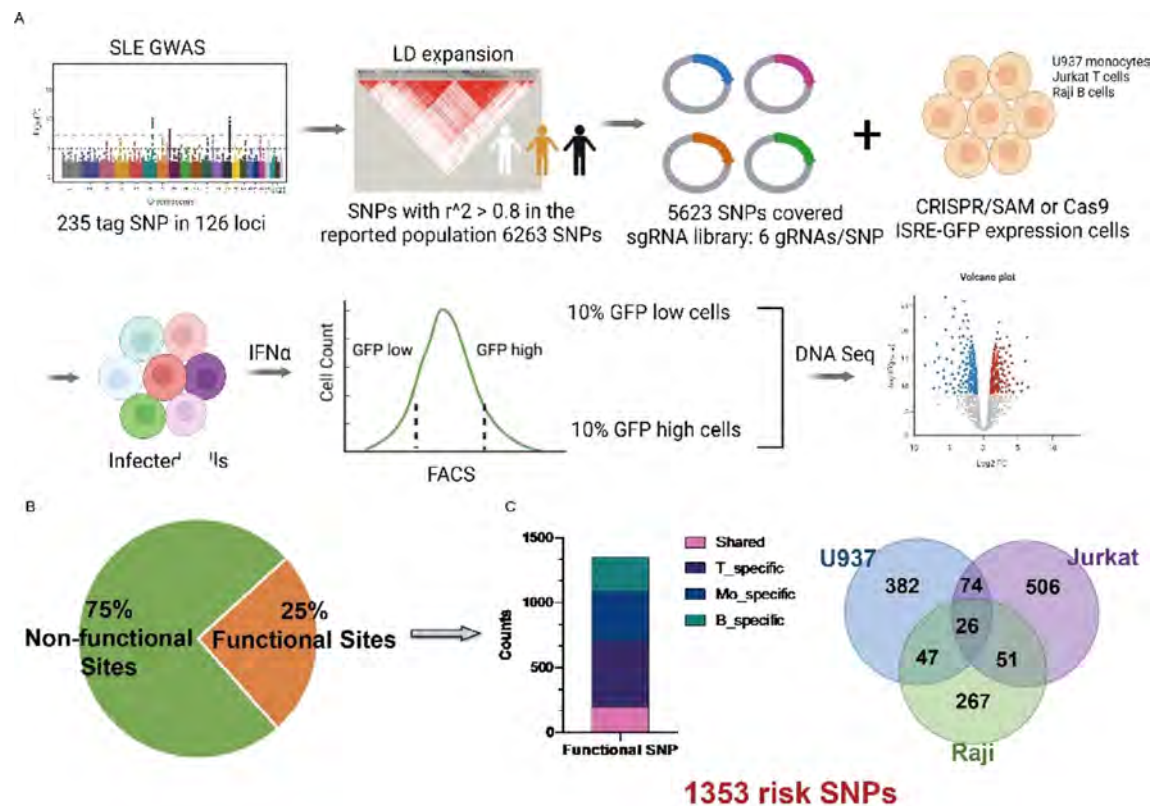 A
SLE GWAS
235 tag SNP in 126 loci
LD expansion
SNPs with r^2 > 0.8 in the
reported population 6263 SNPs
5623 SNPs covered
sgRNA library: 6 gRNAs/SNP
+
U937 monocytes
Jurkat T cells
Raji B cells
CRISPR/SAM or Cas9
ISRE-GFP expression cells
Infected
IFNα
Cell Count
GFP low
GFP high
FACS
10% GFP low cells
10% GFP high cells
DNA Seq
Volcano plot
Log2 FC
B
75%
Non-functional
Sites
25%
Functional Sites
C
1500
1000
500
0
Counts
Functional SNP
Shared
T_specific
Mo_specific
B_specific
U937
Jurkat
382
74
506
26
47
51
267
Raji
1353 risk SNPs